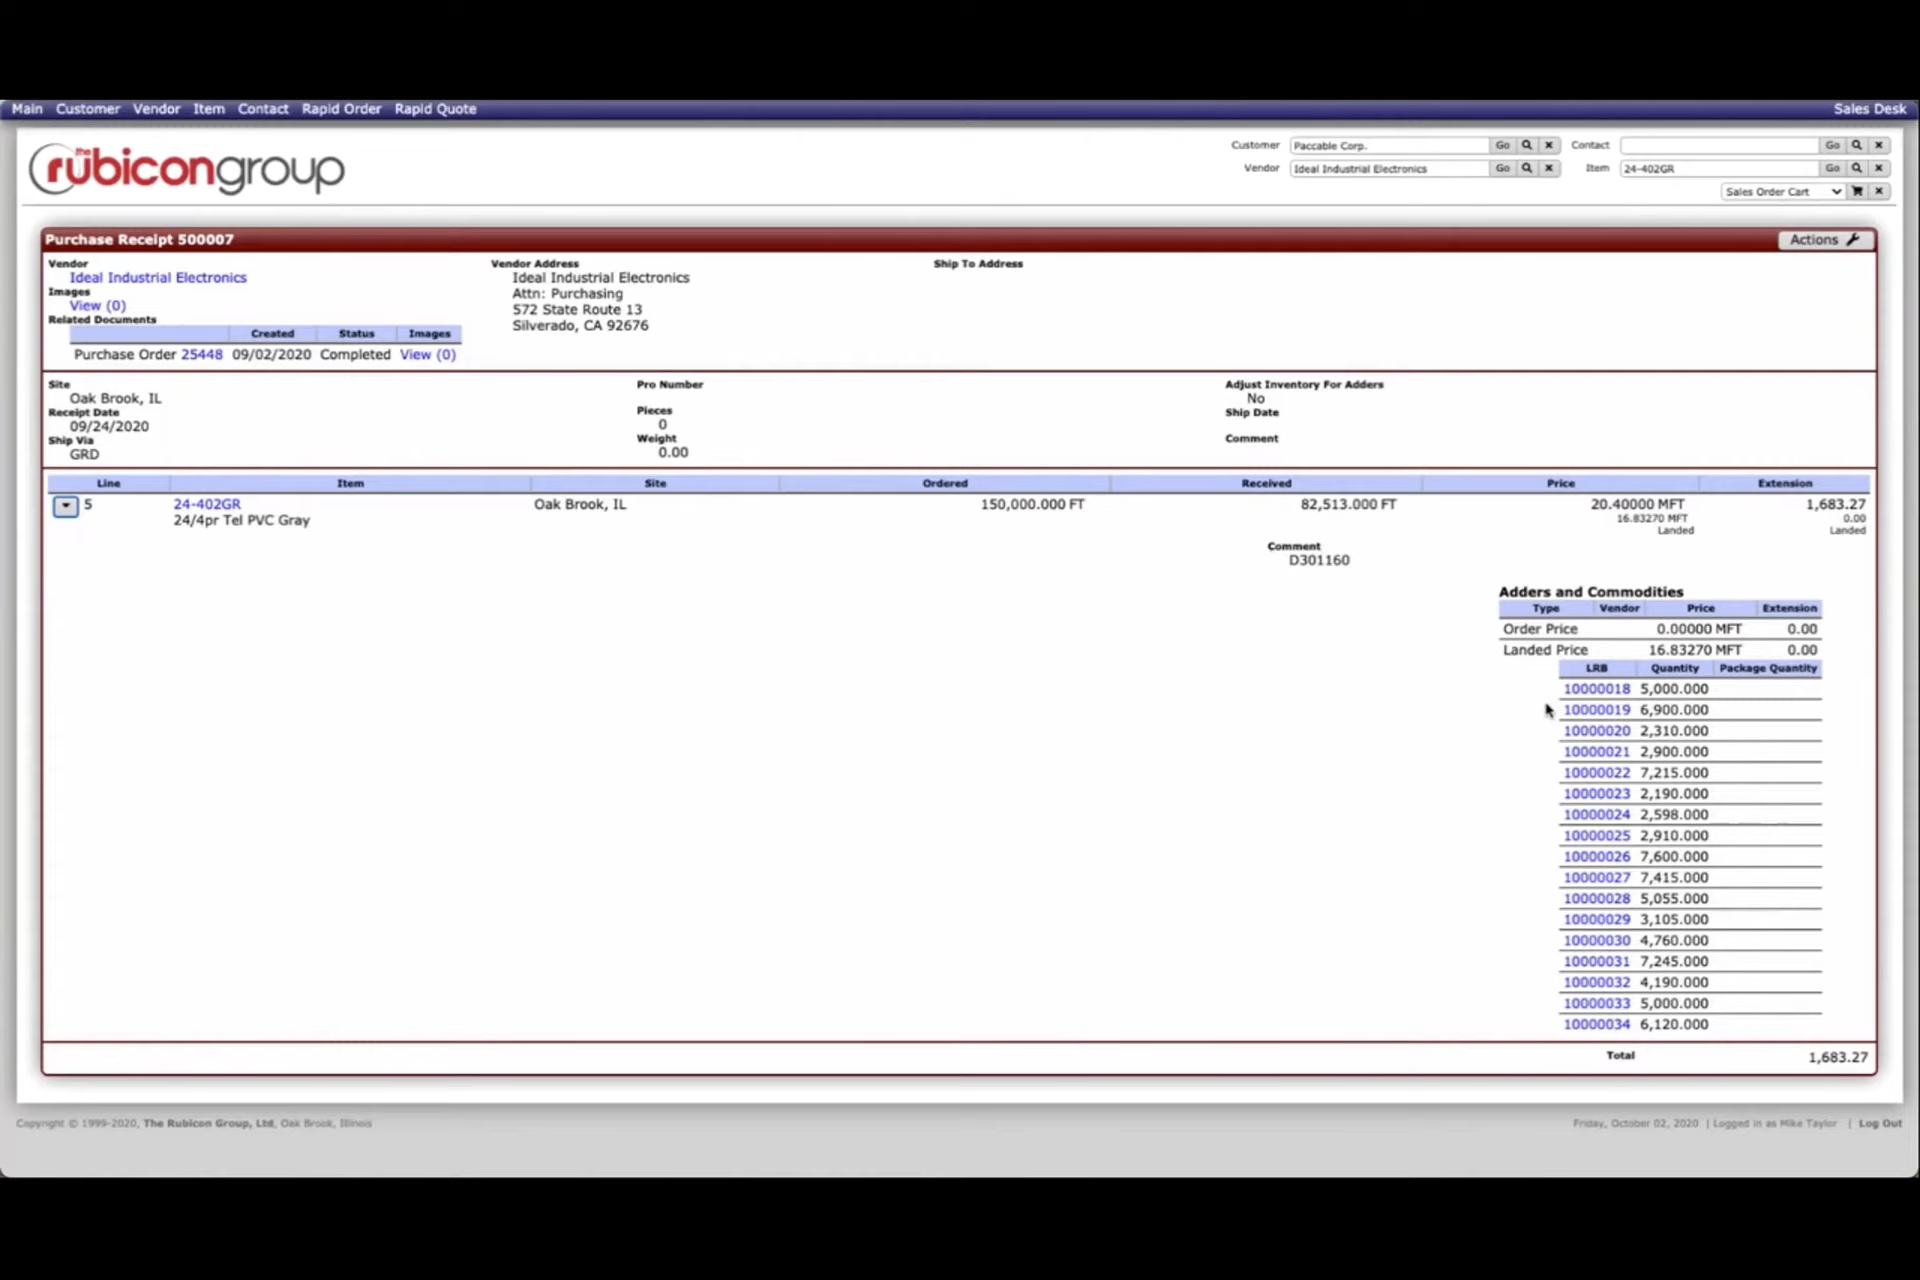 Main Customer Vendor Item Contact Rapid Order Rapid Quote Sales Desk
the rubicongroup
Customer Paccable Corp. Go Contact Go
Vendor Ideal Industrial Electronics Go Item 24-402GR Go
Sales Order Cart
Purchase Receipt 500007 Actions
Vendor Vendor Address Ship To Address
Ideal Industrial Electronics Ideal Industrial Electronics
Images Attn: Purchasing
View (0) 572 State Route 13
Related Documents Silverado, CA 92676
Created Status Images
Purchase Order 25448 09/02/2020 Completed View (0)
Site Pro Number Adjust Inventory For Adders
Oak Brook, IL No
Receipt Date Pieces Ship Date
09/24/2020 0
Ship Via Weight Comment
GRD 0.00
Line Item Site Ordered Received Price Extension
5 24-402GR Oak Brook, IL 150,000.000 FT 82,513.000 FT 20.40000 MFT 1,683.27
24/4pr Tel PVC Gray 16.83270 MFT 0.00
Landed Landed
Comment
D301160
Adders and Commodities
Type Vendor Price Extension
Order Price 0.00000 MFT 0.00
Landed Price 16.83270 MFT 0.00
LRB Quantity Package Quantity
10000018 5,000.000
10000019 6,900.000
10000020 2,310.000
10000021 2,900.000
10000022 7,215.000
10000023 2,190.000
10000024 2,598.000
10000025 2,910.000
10000026 7,600.000
10000027 7,415.000
10000028 5,055.000
10000029 3,105.000
10000030 4,760.000
10000031 7,245.000
10000032 4,190.000
10000033 5,000.000
10000034 6,120.000
Total 1,683.27
Copyright © 1999-2020, The Rubicon Group, Ltd, Oak Brook, Illinois Friday, October 02, 2020 | Logged in as Mike Taylor | Log Out